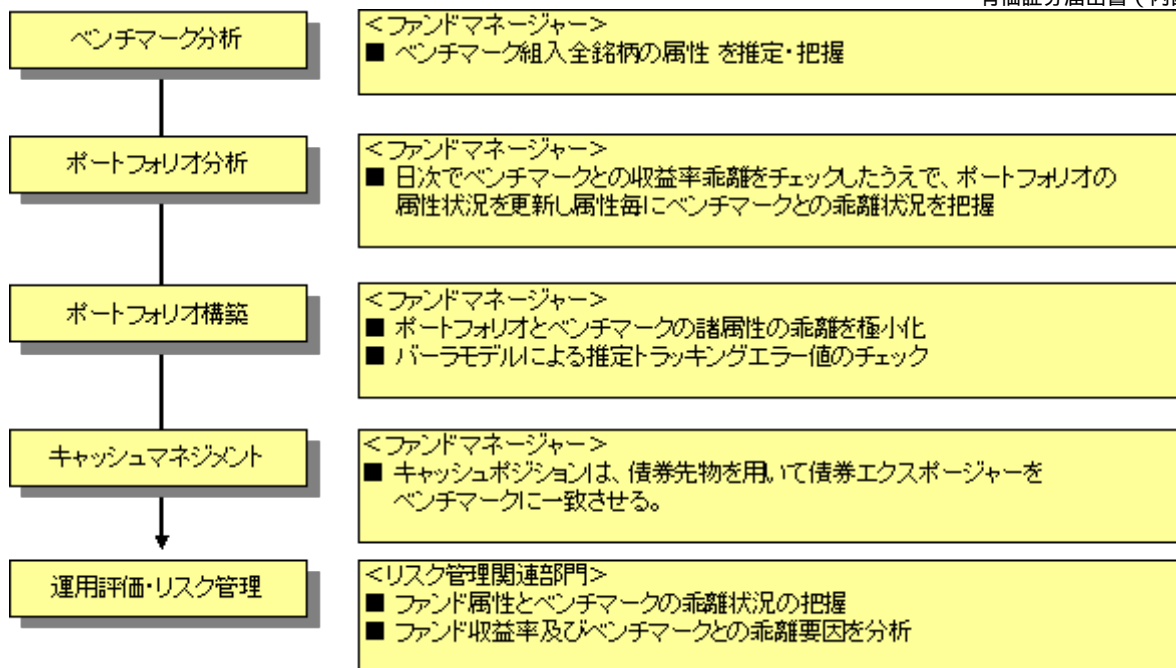 有価証券届出書(内
ベンチマーク分析
<ファンドマネージャー>
■ ベンチマーク組入全銘柄の属性 を推定・把握
ポートフォリオ分析
<ファンドマネージャー>
■ 日次でベンチマークとの収益率乖離をチェックしたうえで、ポートフォリオの
属性状況を更新し属性毎にベンチマークとの乖離状況を把握
ポートフォリオ構築
<ファンドマネージャー>
■ ポートフォリオとベンチマークの諸属性の乖離を極小化
■ バーラモデルによる推定トラッキングエラー値のチェック
キャッシュマネジメント
<ファンドマネージャー>
■ キャッシュポジションは、債券先物を用いて債券エクスポージャーを
ベンチマークに一致させる。
運用評価・リスク管理
<リスク管理関連部門>
■ ファンド属性とベンチマークの乖離状況の把握
■ ファンド収益率及びベンチマークとの乖離要因を分析